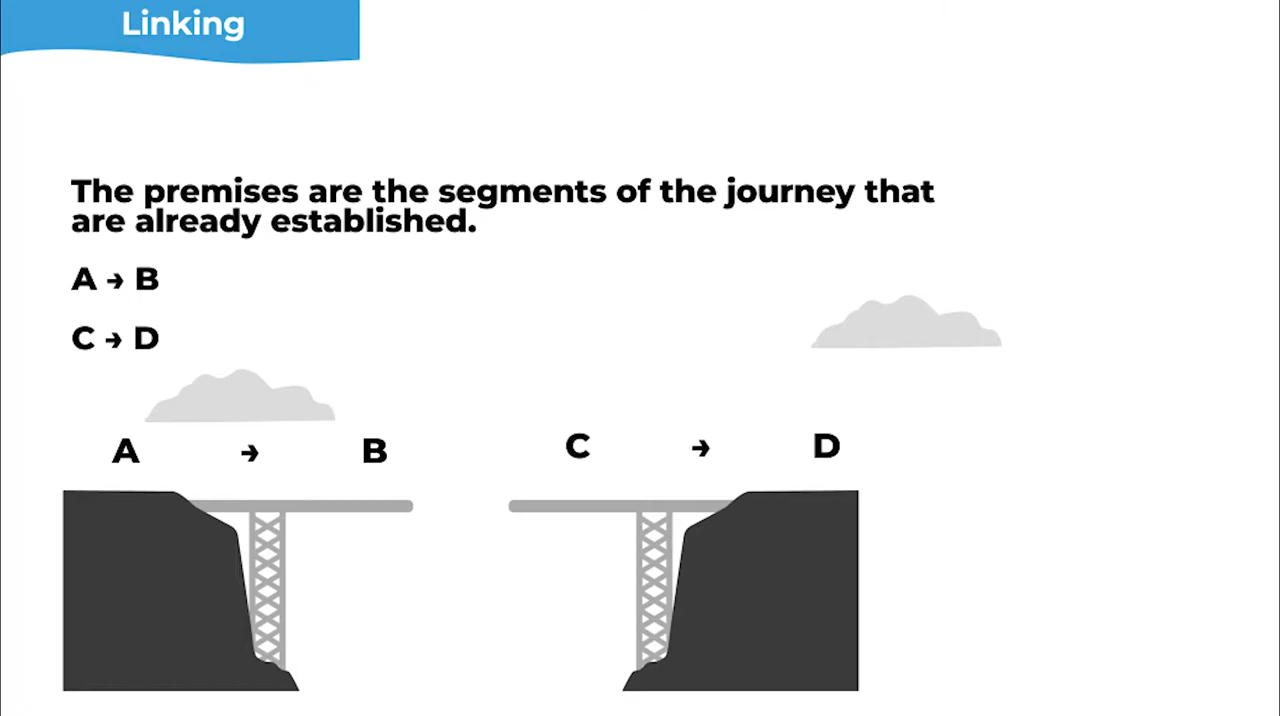 Linking
The premises are the segments of the journey that
are already established.
A → B
C → D
A → B C → D